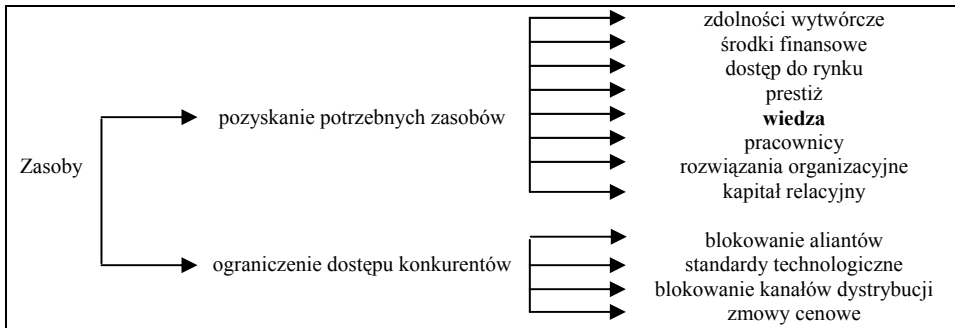 Zasoby
pozyskanie potrzebnych zasobów
zdolności wytwórcze
środki finansowe
dostęp do rynku
prestiż
wiedza
pracownicy
rozwiązania organizacyjne
kapitał relacyjny
ograniczenie dostępu konkurentów
blokowanie aliantów
standardy technologiczne
blokowanie kanałów dystrybucji
zmowy cenowe